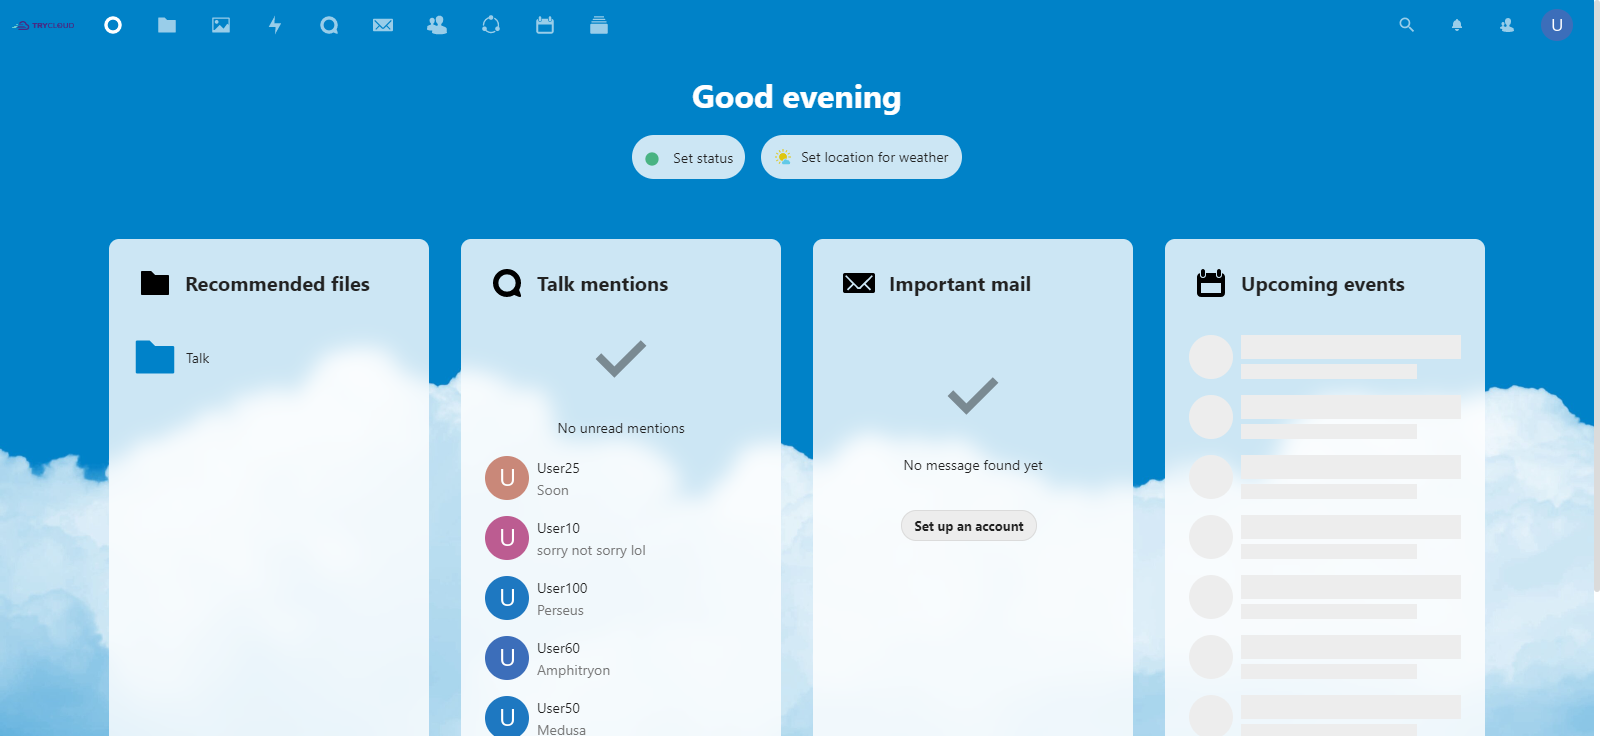 TRYCLOUD
U
Good evening
Set status
Set location for weather
Recommended files
Talk
Talk mentions
No unread mentions
U
User25
Soon
U
User10
sorry not sorry lol
U
User100
Perseus
U
User60
Amphitryon
U
User50
Medusa
Important mail
No message found yet
Set up an account
Upcoming events